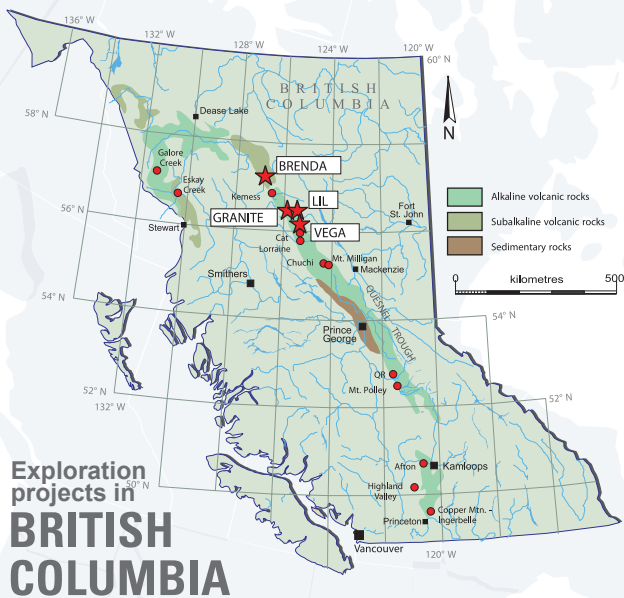 136° W
132° W
128° W
124° W
120° W
60° N
BRITISH
COLUMBIA
58° N
Dease Lake
N
Galore
Creek
BRENDA
Eskay
Creek
Kemess
LIL
Alkaline volcanic rocks
GRANITE
Fort
St. John
56° N
Stewart
VEGA
Subalkaline volcanic rocks
Cat
Lorraine
Sedimentary rocks
Chuchi
Mt. Milligan
Mackenzie
Smithers
0
kilometres
500
54° N
QUESNEL TROUGH
54° N
Prince
George
QR
Mt. Polley
52° N
132° W
52° N
Afton
Kamloops
Exploration
projects in
BRITISH
COLUMBIA
50° N
Highland
Valley
Copper Mtn. -
Ingerbelle
Princeton
120° W
Vancouver